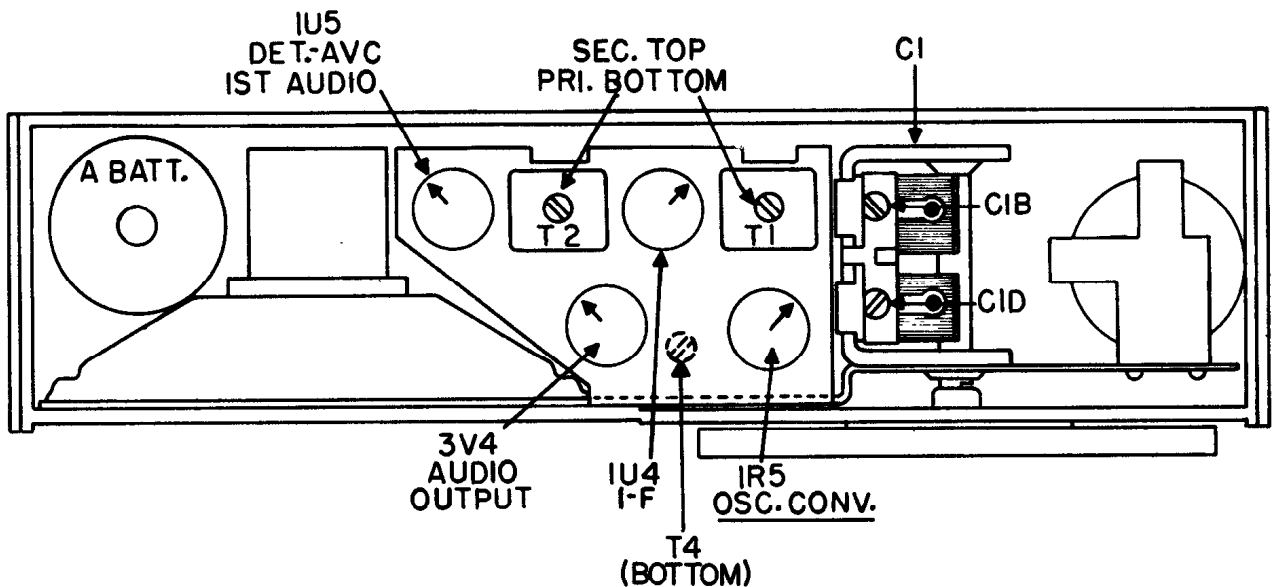 1U5
DET.-AVC
1ST AUDIO
SEC. TOP
PRI. BOTTOM
C1
A BATT.
T2
T1
C1B
C1D
3V4
AUDIO
OUTPUT
1U4
I-F
1R5
OSC. CONV.
T4
(BOTTOM)